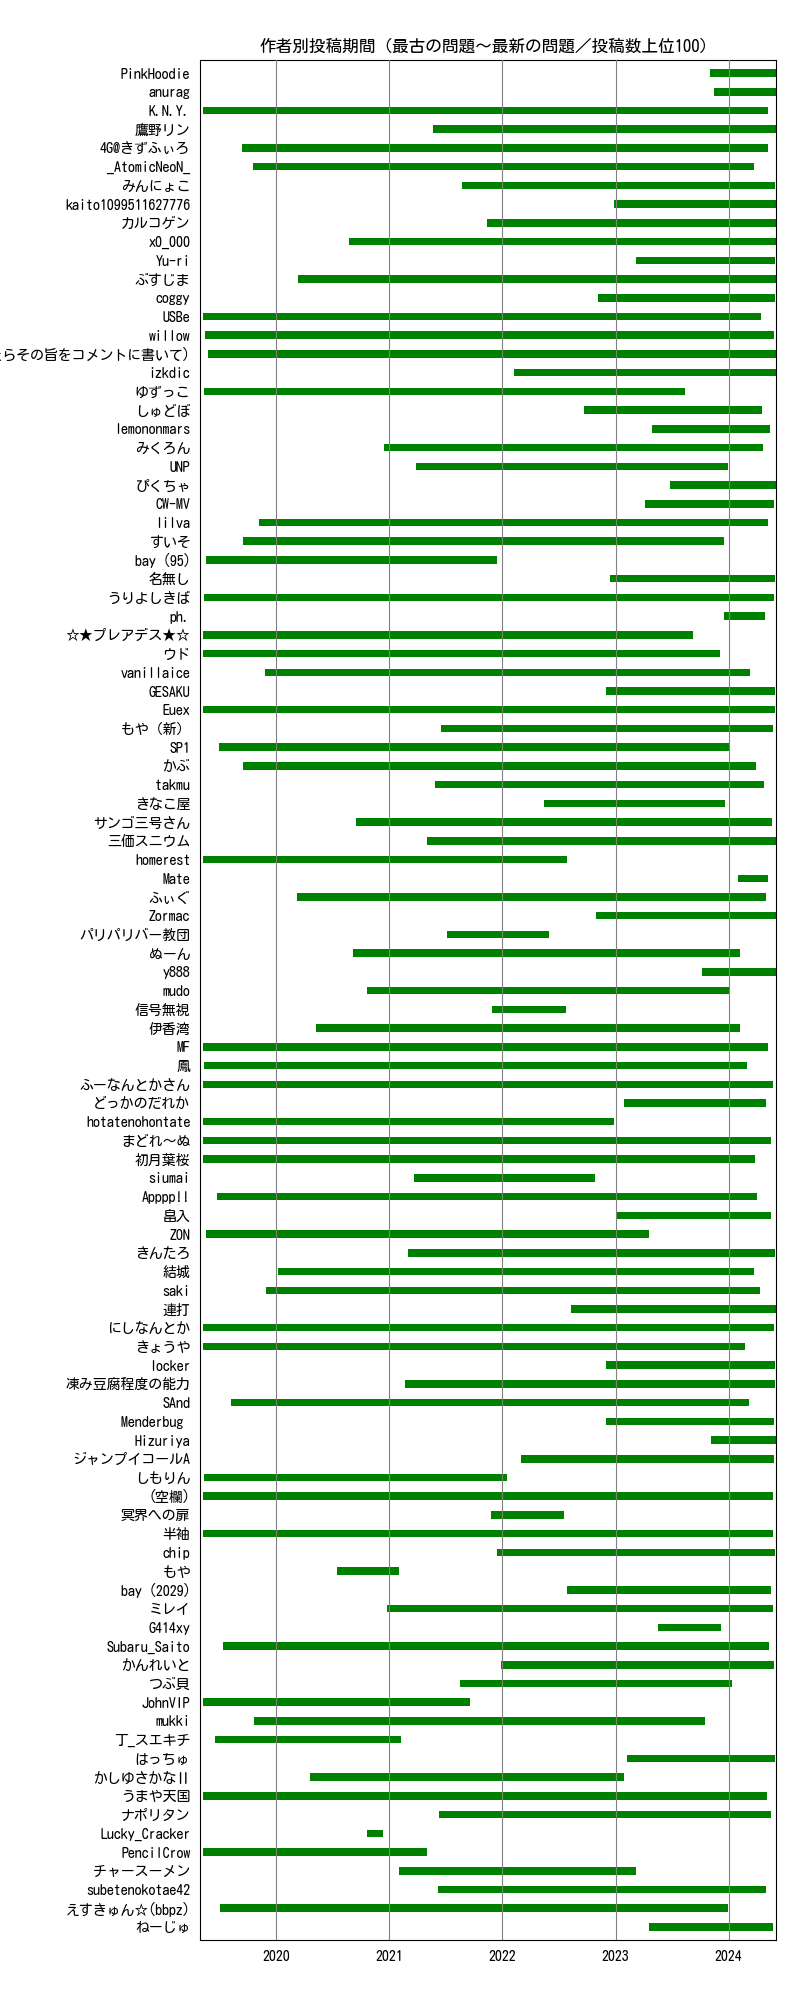 作者別投稿期間（最古の問題～最新の問題／投稿数上位100）
PinkHoodie
anurag
K.N.Y.
鷹野リン
4G@きずふぃろ
_AtomicNeoN_
みんにょこ
kaito1099511627776
カルコゲン
x0_000
Yu-ri
ぶすじま
coggy
USBe
willow
らその旨をコメントに書いて）
izkdic
ゆずっこ
しゅどぼ
lemononmars
みくろん
UNP
ぴくちゃ
CW-MV
lilva
すいそ
bay (95)
名無し
うりよしきば
ph.
☆★プレアデス★☆
ウド
vanillaice
GESAKU
Euex
もや（新）
SP1
かぶ
takmu
きなこ屋
サンゴ三号さん
三価スニウム
homerest
Mate
ふぃぐ
Zormac
パリパリバー教団
ぬーん
y888
mudo
信号無視
伊香湾
MF
鳳
ふーなんとかさん
どっかのだれか
hotatenohontate
まどれ～ぬ
初月葉桜
siumai
Appppll
畠入
ZON
きんたろ
結城
saki
連打
にしなんとか
きょうや
locker
凍み豆腐程度の能力
SAnd
Menderbug
Hizuriya
ジャンプイコールA
しもりん
（空欄）
冥界への扉
半袖
chip
もや
bay (2029)
ミレイ
G414xy
Subaru_Saito
かんれいと
つぶ貝
JohnVIP
mukki
丁_スエキチ
はっちゅ
かしゆさかなII
うまや天国
ナポリタン
Lucky_Cracker
PencilCrow
チャースーメン
subetenokotae42
えすきゅん☆(bbpz)
ねーじゅ
2020 2021 2022 2023 2024